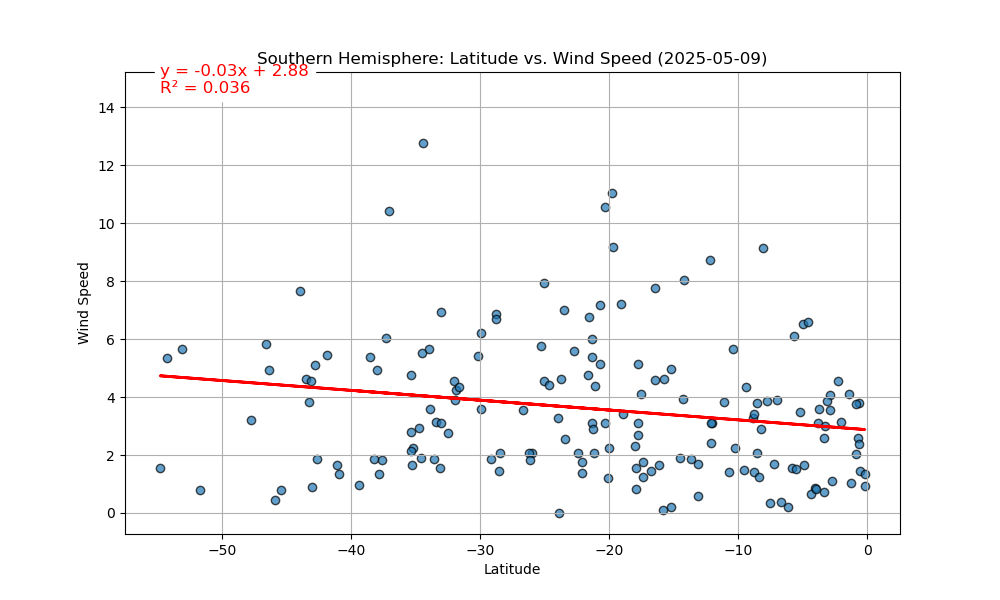 Southern Hemisphere: Latitude vs. Wind Speed (2025-05-09)
y = -0.03x + 2.88
R² = 0.036
14
12
10
8
6
4
2
0
Wind Speed
−50 −40 −30 −20 −10 0
Latitude